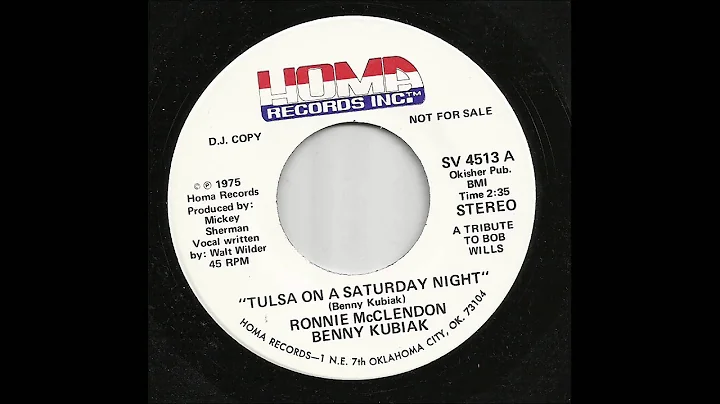 HOMA
RECORDS INC.™
D.J. COPY
NOT FOR SALE
© ℗ 1975
Homa Records
Produced by:
Mickey
Sherman
Vocal written
by: Walt Wilder
45 RPM
SV 4513 A
Okisher Pub.
BMI
Time 2:35
STEREO
A TRIBUTE
TO BOB
WILLS
"TULSA ON A SATURDAY NIGHT"
(Benny Kubiak)
RONNIE McCLENDON
BENNY KUBIAK
HOMA RECORDS—1 N.E. 7th OKLAHOMA CITY, OK. 73104